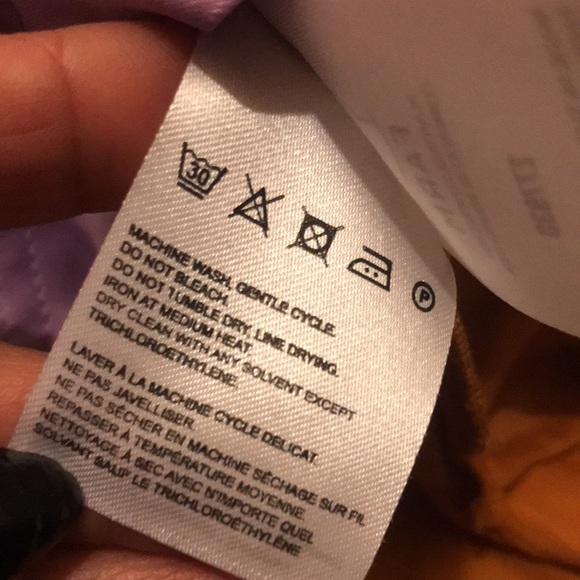 30
P
MACHINE WASH, GENTLE CYCLE.
DO NOT BLEACH.
DO NOT TUMBLE DRY. LINE DRYING.
IRON AT MEDIUM HEAT.
DRY CLEAN WITH ANY SOLVENT EXCEPT
TRICHLOROETHYLENE.
LAVER À LA MACHINE CYCLE DELICAT.
NE PAS JAVELLISER.
NE PAS SÉCHER EN MACHINE SÉCHAGE SUR FIL
REPASSER À TEMPÉRATURE MOYENNE.
NETTOYAGE À SEC AVEC N'IMPORTE QUEL
SOLVANT SAUF LE TRICHLOROÉTHYLÈNE